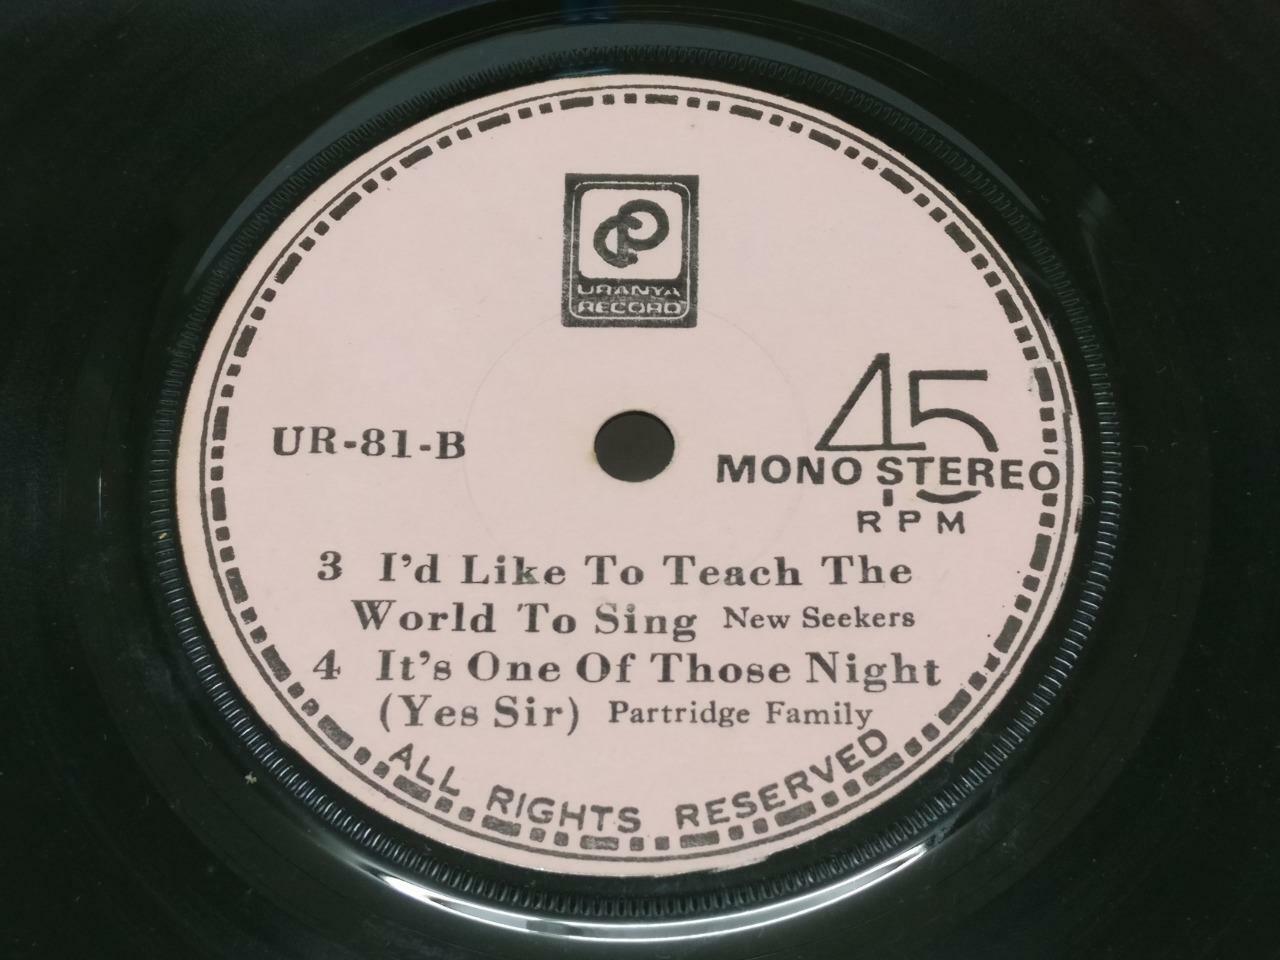 URANYA
RECORD
45
MONO STEREO
RPM
UR-81-B
3 I'd Like To Teach The
World To Sing New Seekers
4 It's One Of Those Night
(Yes Sir) Partridge Family
ALL RIGHTS RESERVED